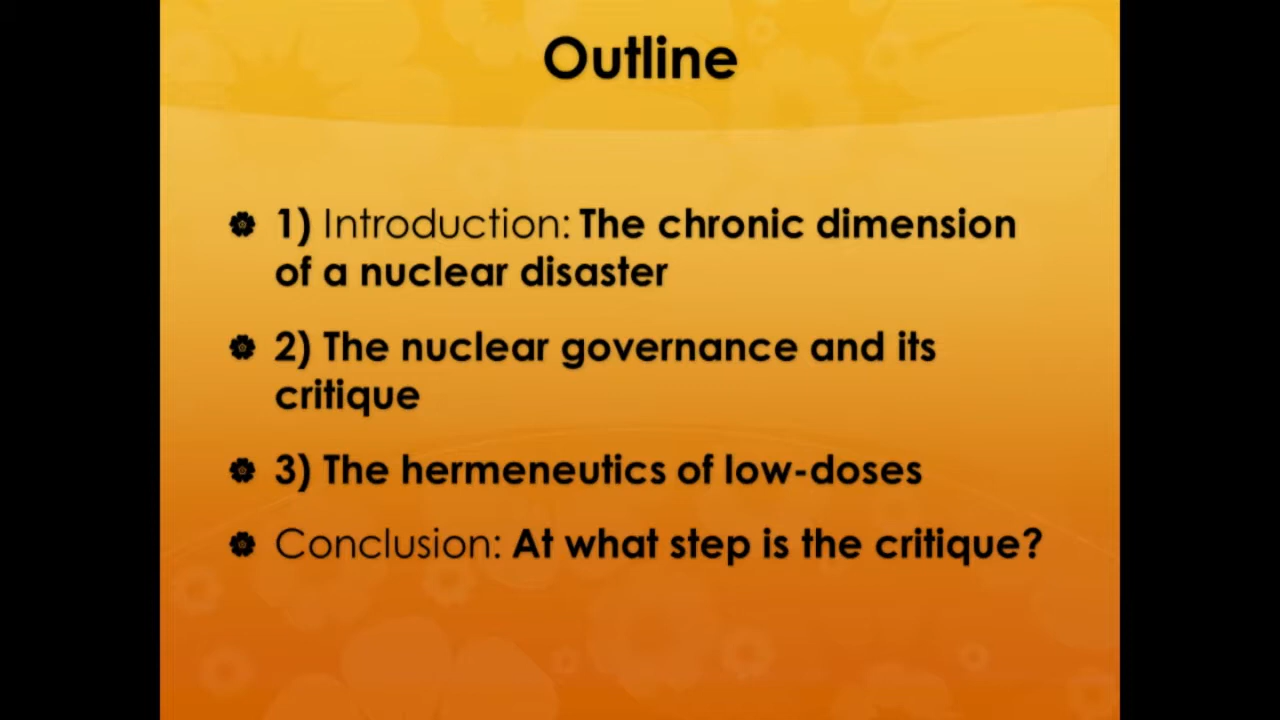 Outline
1) Introduction: The chronic dimension
of a nuclear disaster
2) The nuclear governance and its
critique
3) The hermeneutics of low-doses
Conclusion: At what step is the critique?